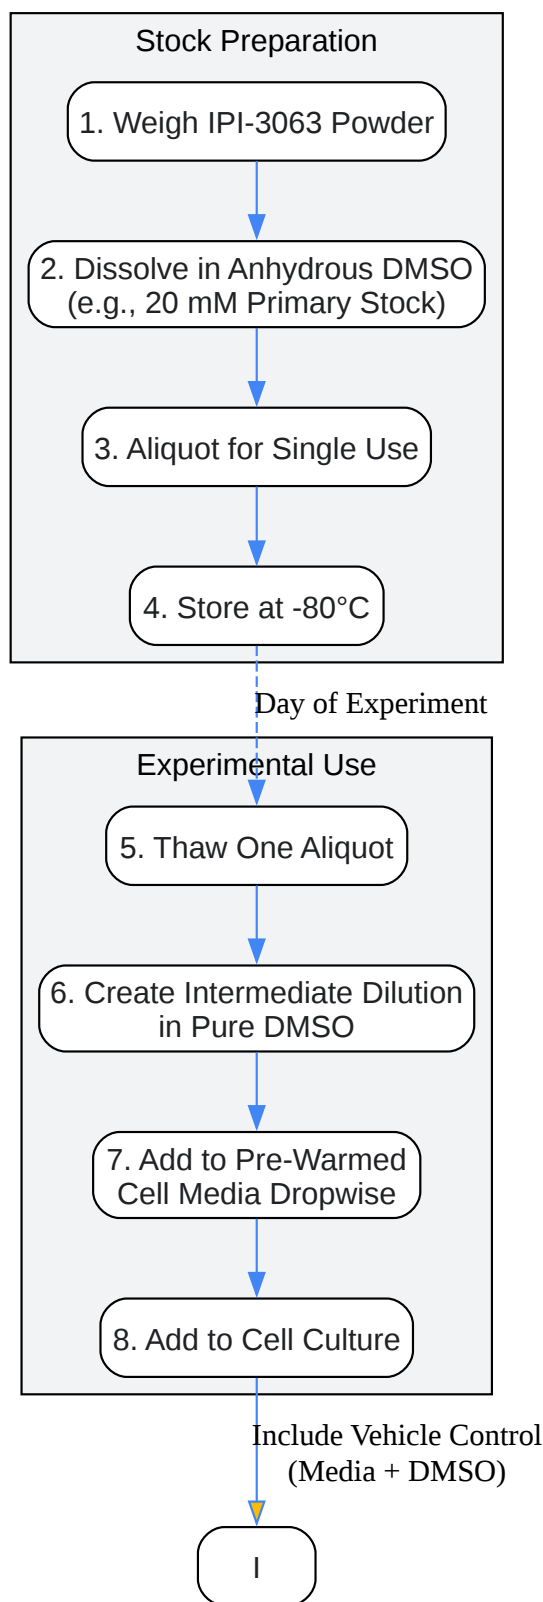 Stock Preparation
1. Weigh IPI-3063 Powder
2. Dissolve in Anhydrous DMSO
(e.g., 20 mM Primary Stock)
3. Aliquot for Single Use
4. Store at -80°C
Day of Experiment
Experimental Use
5. Thaw One Aliquot
6. Create Intermediate Dilution
in Pure DMSO
7. Add to Pre-Warmed
Cell Media Dropwise
8. Add to Cell Culture
Include Vehicle Control
(Media + DMSO)
I